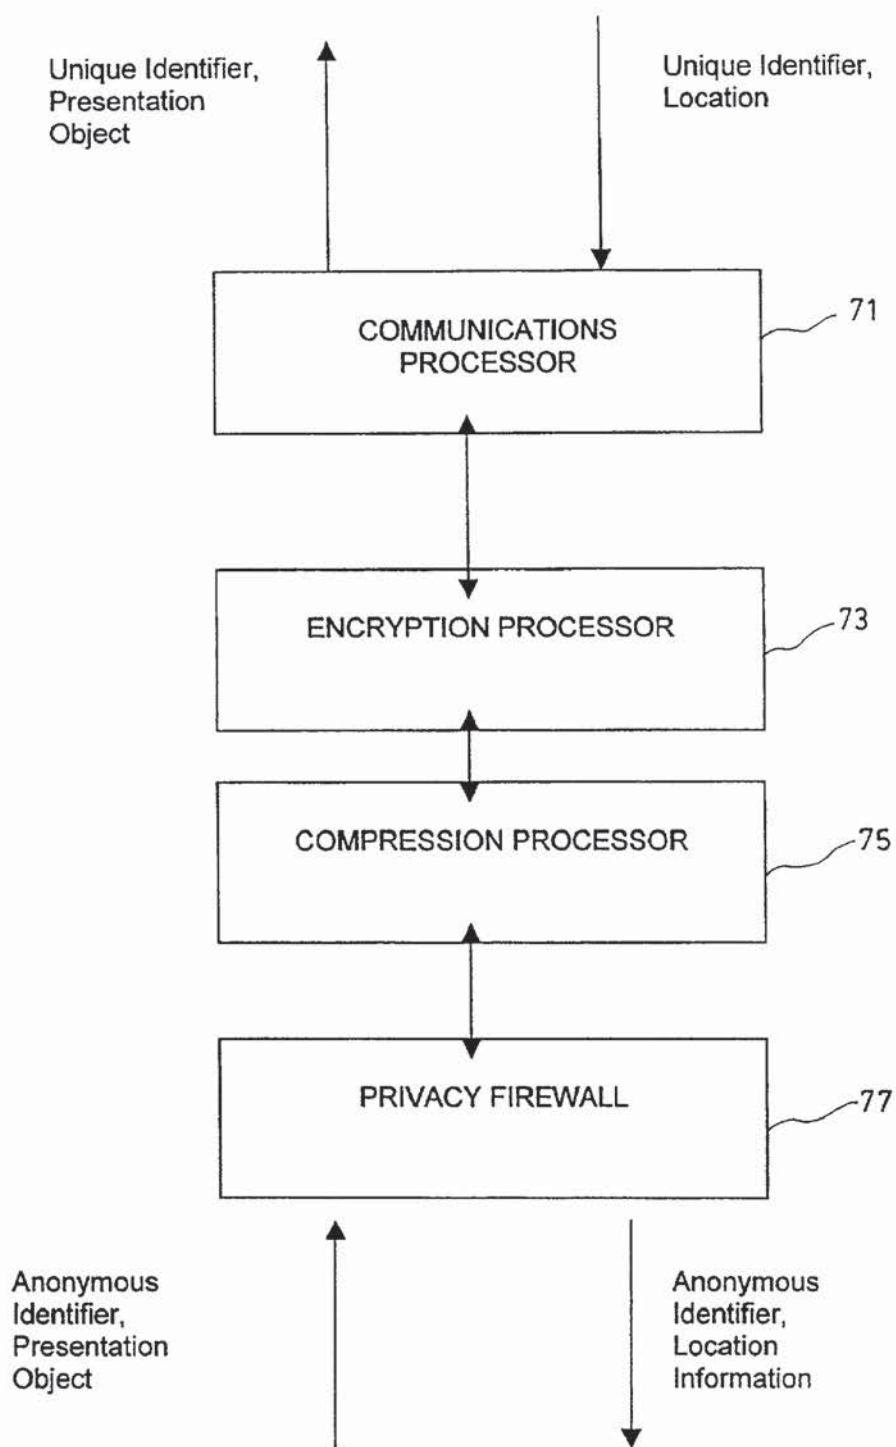 Unique Identifier,
Presentation
Object
Unique Identifier,
Location
COMMUNICATIONS
PROCESSOR
71
ENCRYPTION PROCESSOR
73
COMPRESSION PROCESSOR
75
PRIVACY FIREWALL
77
Anonymous
Identifier,
Presentation
Object
Anonymous
Identifier,
Location
Information